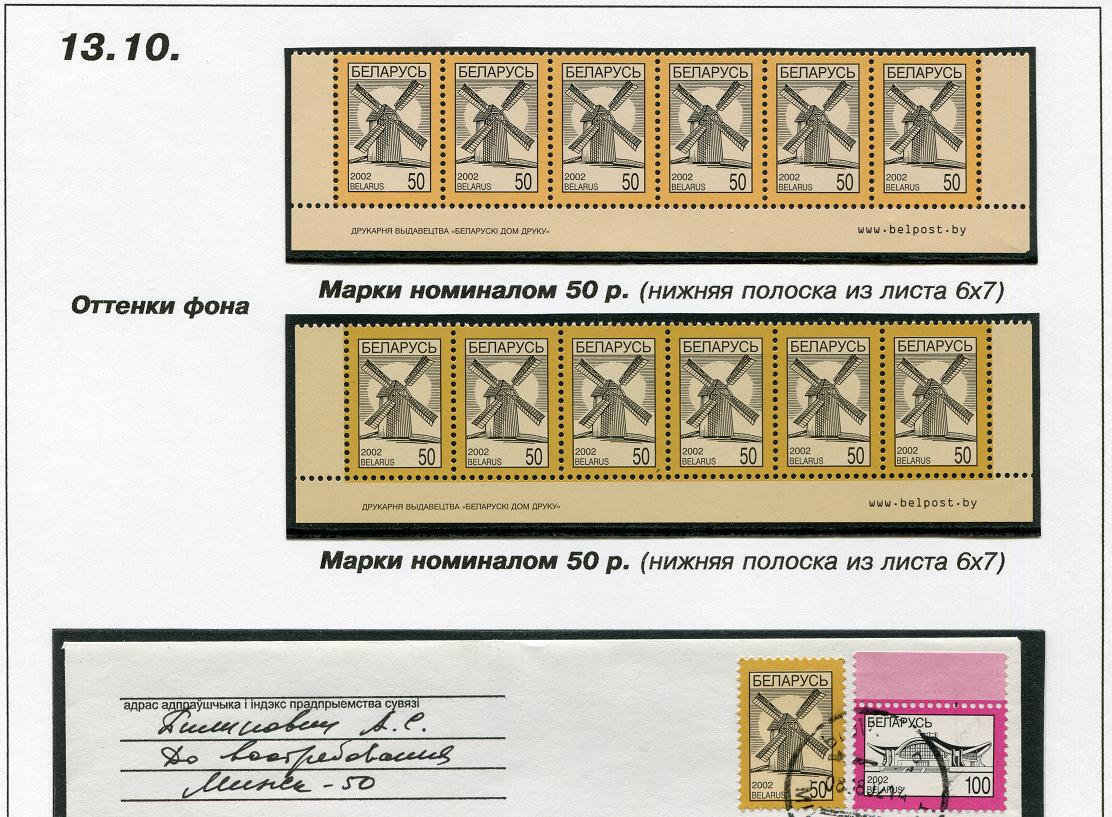 13.10.
БЕЛАРУСЬ БЕЛАРУСЬ БЕЛАРУСЬ БЕЛАРУСЬ БЕЛАРУСЬ БЕЛАРУСЬ
2002 50 2002 50 2002 50 2002 50 2002 50 2002 50
BELARUS BELARUS BELARUS BELARUS BELARUS BELARUS
ДРУКАРНЯ ВЫДАВЕЦТВА «БЕЛАРУСКІ ДОМ ДРУКУ» www.belpost.by
Марки номиналом 50 р. (нижняя полоска из листа 6х7)
Оттенки фона
БЕЛАРУСЬ БЕЛАРУСЬ БЕЛАРУСЬ БЕЛАРУСЬ БЕЛАРУСЬ БЕЛАРУСЬ
2002 50 2002 50 2002 50 2002 50 2002 50 2002 50
BELARUS BELARUS BELARUS BELARUS BELARUS BELARUS
ДРУКАРНЯ ВЫДАВЕЦТВА «БЕЛАРУСКІ ДОМ ДРУКУ» www.belpost.by
Марки номиналом 50 р. (нижняя полоска из листа 6х7)
адрас адпраўшчыка і індэкс прадпрыемства сувязі
А.С.
До востребования
Минск-50
БЕЛАРУСЬ
2002 50
BELARUS
БЕЛАРУСЬ
2002 100
BELARUS